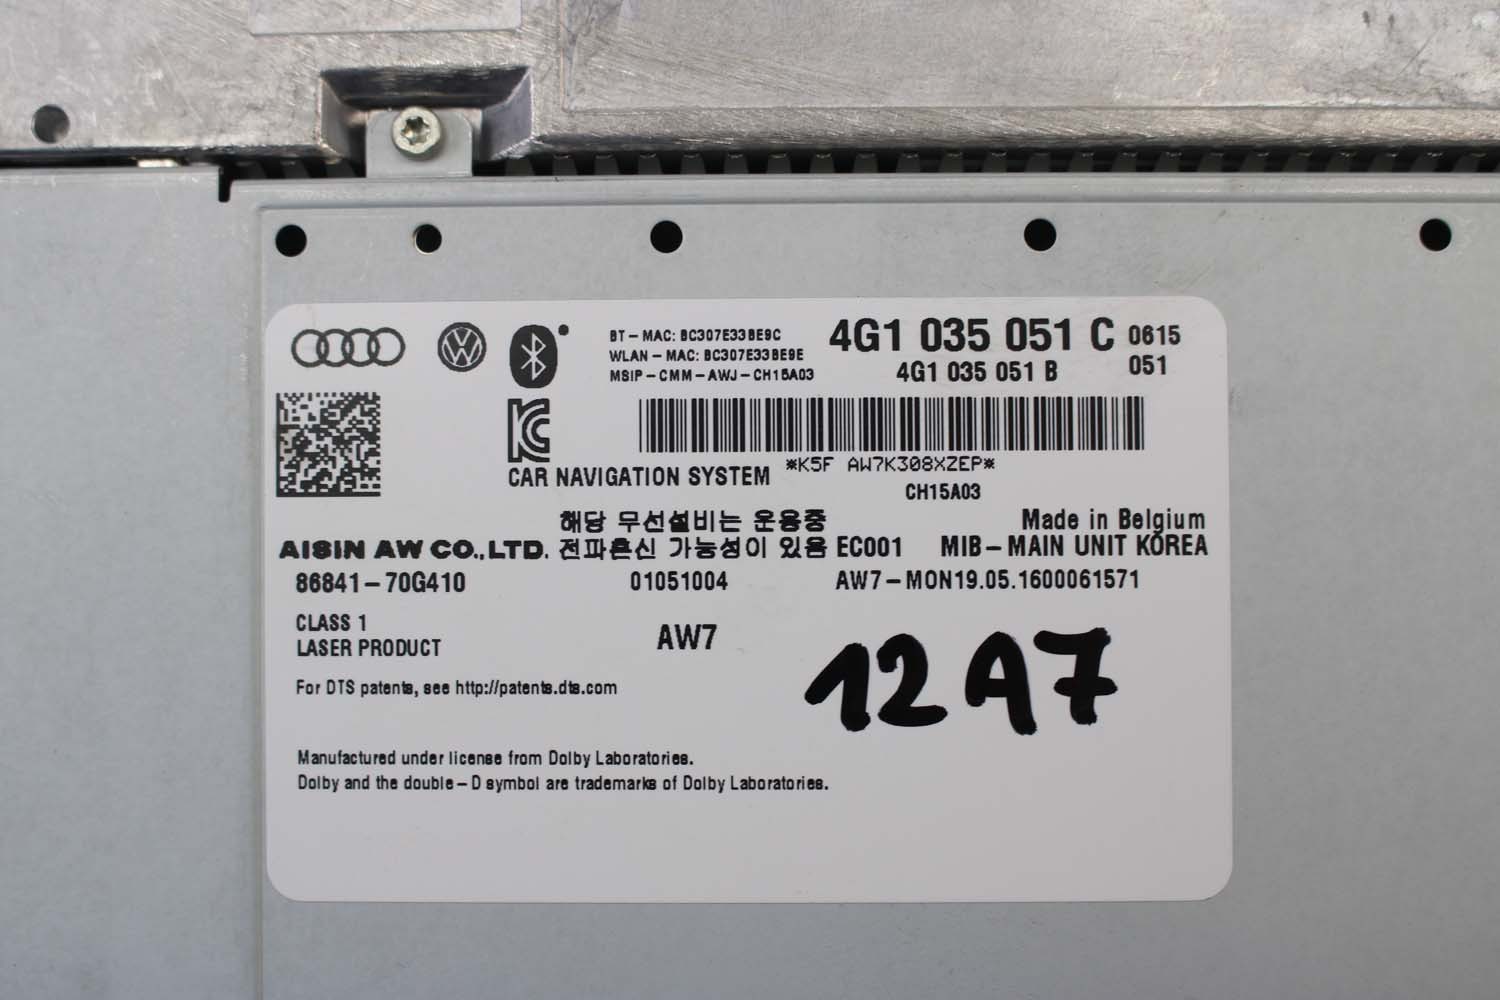 BT-MAC: BC307E33BE9C
WLAN-MAC: BC307E33BE9E
MSIP-CMM-AWJ-CH15A03
4G1 035 051 C 0615
4G1 035 051 B 051
*K5F AW7K308XZEP*
CAR NAVIGATION SYSTEM
CH15A03
해당 무선설비는 운용중 Made in Belgium
AISIN AW CO.,LTD. 전파혼신 가능성이 있음 EC001 MIB-MAIN UNIT KOREA
86841-70G410 01051004 AW7-MON19.05.1600061571
CLASS 1
LASER PRODUCT
AW7
12A7
For DTS patents, see http://patents.dts.com
Manufactured under license from Dolby Laboratories.
Dolby and the double-D symbol are trademarks of Dolby Laboratories.